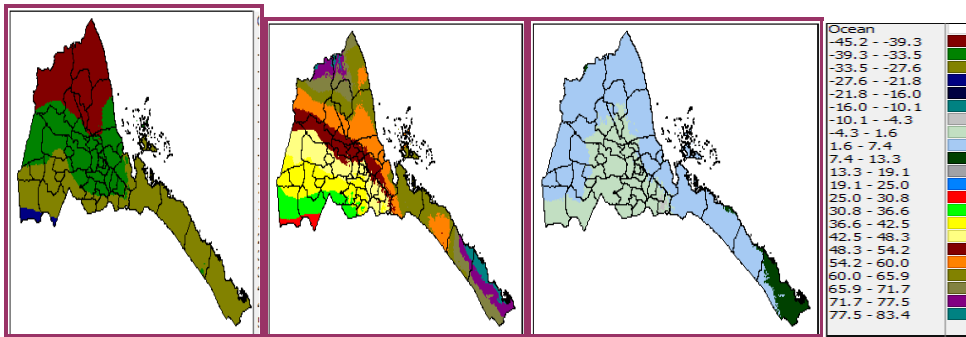 Ocean
-45.2 - -39.3
-39.3 - -33.5
-33.5 - -27.6
-27.6 - -21.8
-21.8 - -16.0
-16.0 - -10.1
-10.1 - -4.3
-4.3 - 1.6
1.6 - 7.4
7.4 - 13.3
13.3 - 19.1
19.1 - 25.0
25.0 - 30.8
30.8 - 36.6
36.6 - 42.5
42.5 - 48.3
48.3 - 54.2
54.2 - 60.0
60.0 - 65.9
65.9 - 71.7
71.7 - 77.5
77.5 - 83.4